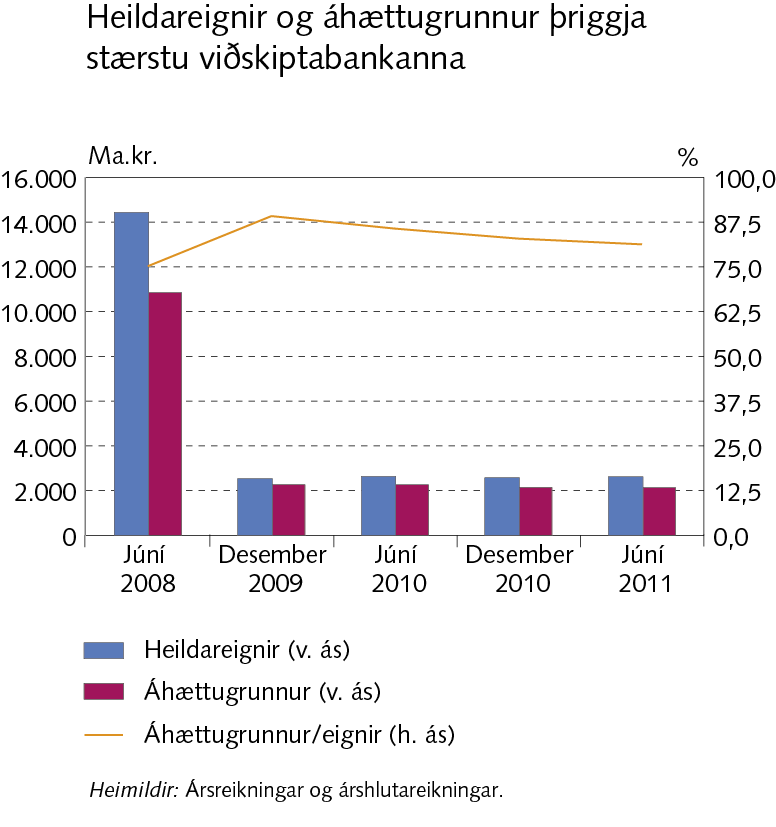 Heildareignir og áhættugrunnur þriggja
stærstu viðskiptabankanna
Ma.kr.
%
16.000
14.000
12.000
10.000
8.000
6.000
4.000
2.000
0
100,0
87,5
75,0
62,5
50,0
37,5
25,0
12,5
0,0
Júní
2008
Desember
2009
Júní
2010
Desember
2010
Júní
2011
Heildareignir (v. ás)
Áhættugrunnur (v. ás)
Áhættugrunnur/eignir (h. ás)
Heimildir: Ársreikningar og árshlutareikningar.